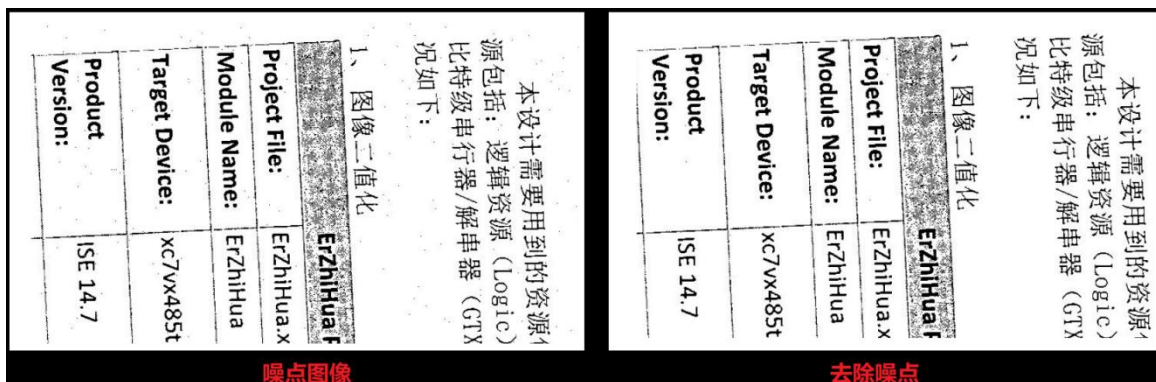 本设计需要用到的资源
源包括：逻辑资源（Logic）
比特级串行器/解串器（GTX
况如下：
1、 图像二值化
ErZhiHua
Project File: ErZhiHua.x
Module Name: ErZhiHua
Target Device: xc7vx485t
Product
Version: ISE 14.7
噪点图像
本设计需要用到的资源
源包括：逻辑资源（Logic）
比特级串行器/解串器（GTX
况如下：
1、 图像二值化
ErZhiHua
Project File: ErZhiHua.x
Module Name: ErZhiHua
Target Device: xc7vx485t
Product
Version: ISE 14.7
去除噪点